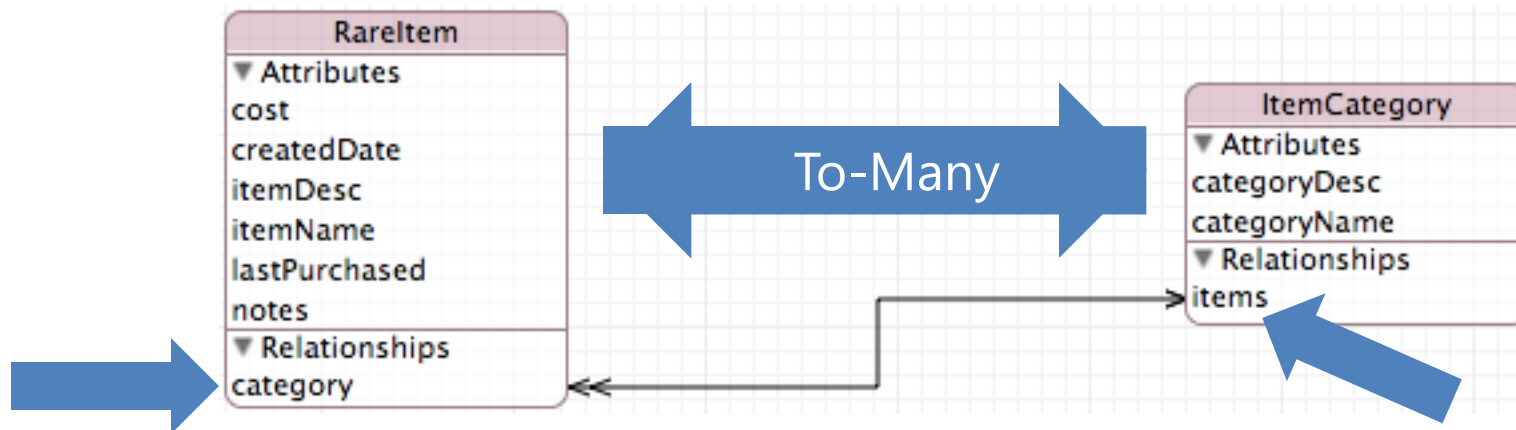 RareItem
▼ Attributes
cost
createdDate
itemDesc
itemName
lastPurchased
notes
▼ Relationships
category
To-Many
ItemCategory
▼ Attributes
categoryDesc
categoryName
▼ Relationships
items